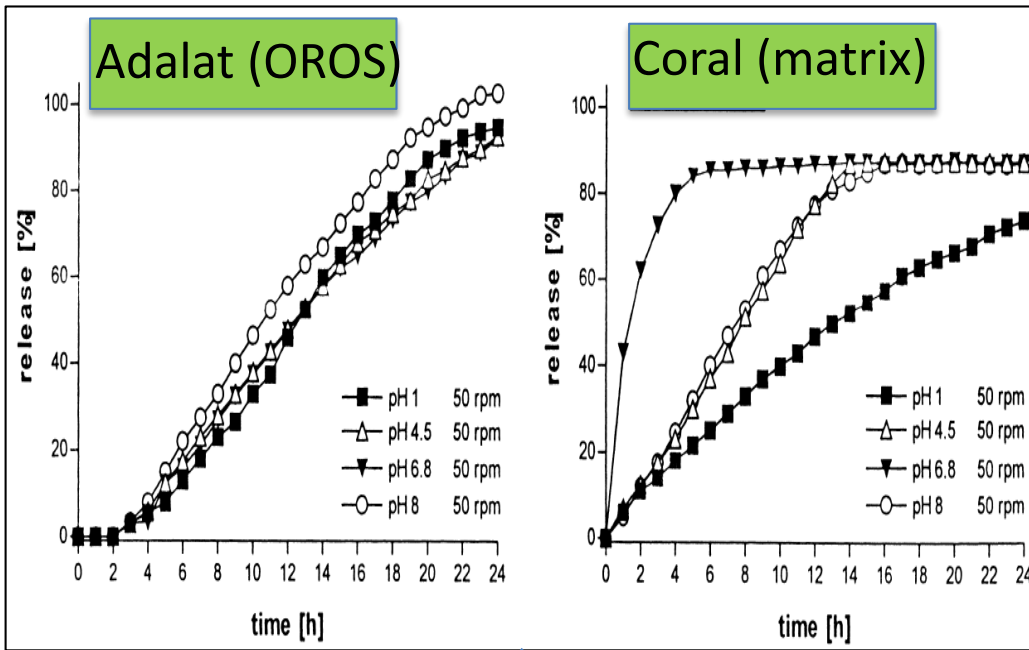 Adalat (OROS)
Coral (matrix)
release [%]
100
80
60
40
20
0
pH 1 50 rpm
pH 4.5 50 rpm
pH 6.8 50 rpm
pH 8 50 rpm
0 2 4 6 8 10 12 14 16 18 20 22 24
time [h]
release [%]
100
80
60
40
20
0
pH 1 50 rpm
pH 4.5 50 rpm
pH 6.8 50 rpm
pH 8 50 rpm
0 2 4 6 8 10 12 14 16 18 20 22 24
time [h]